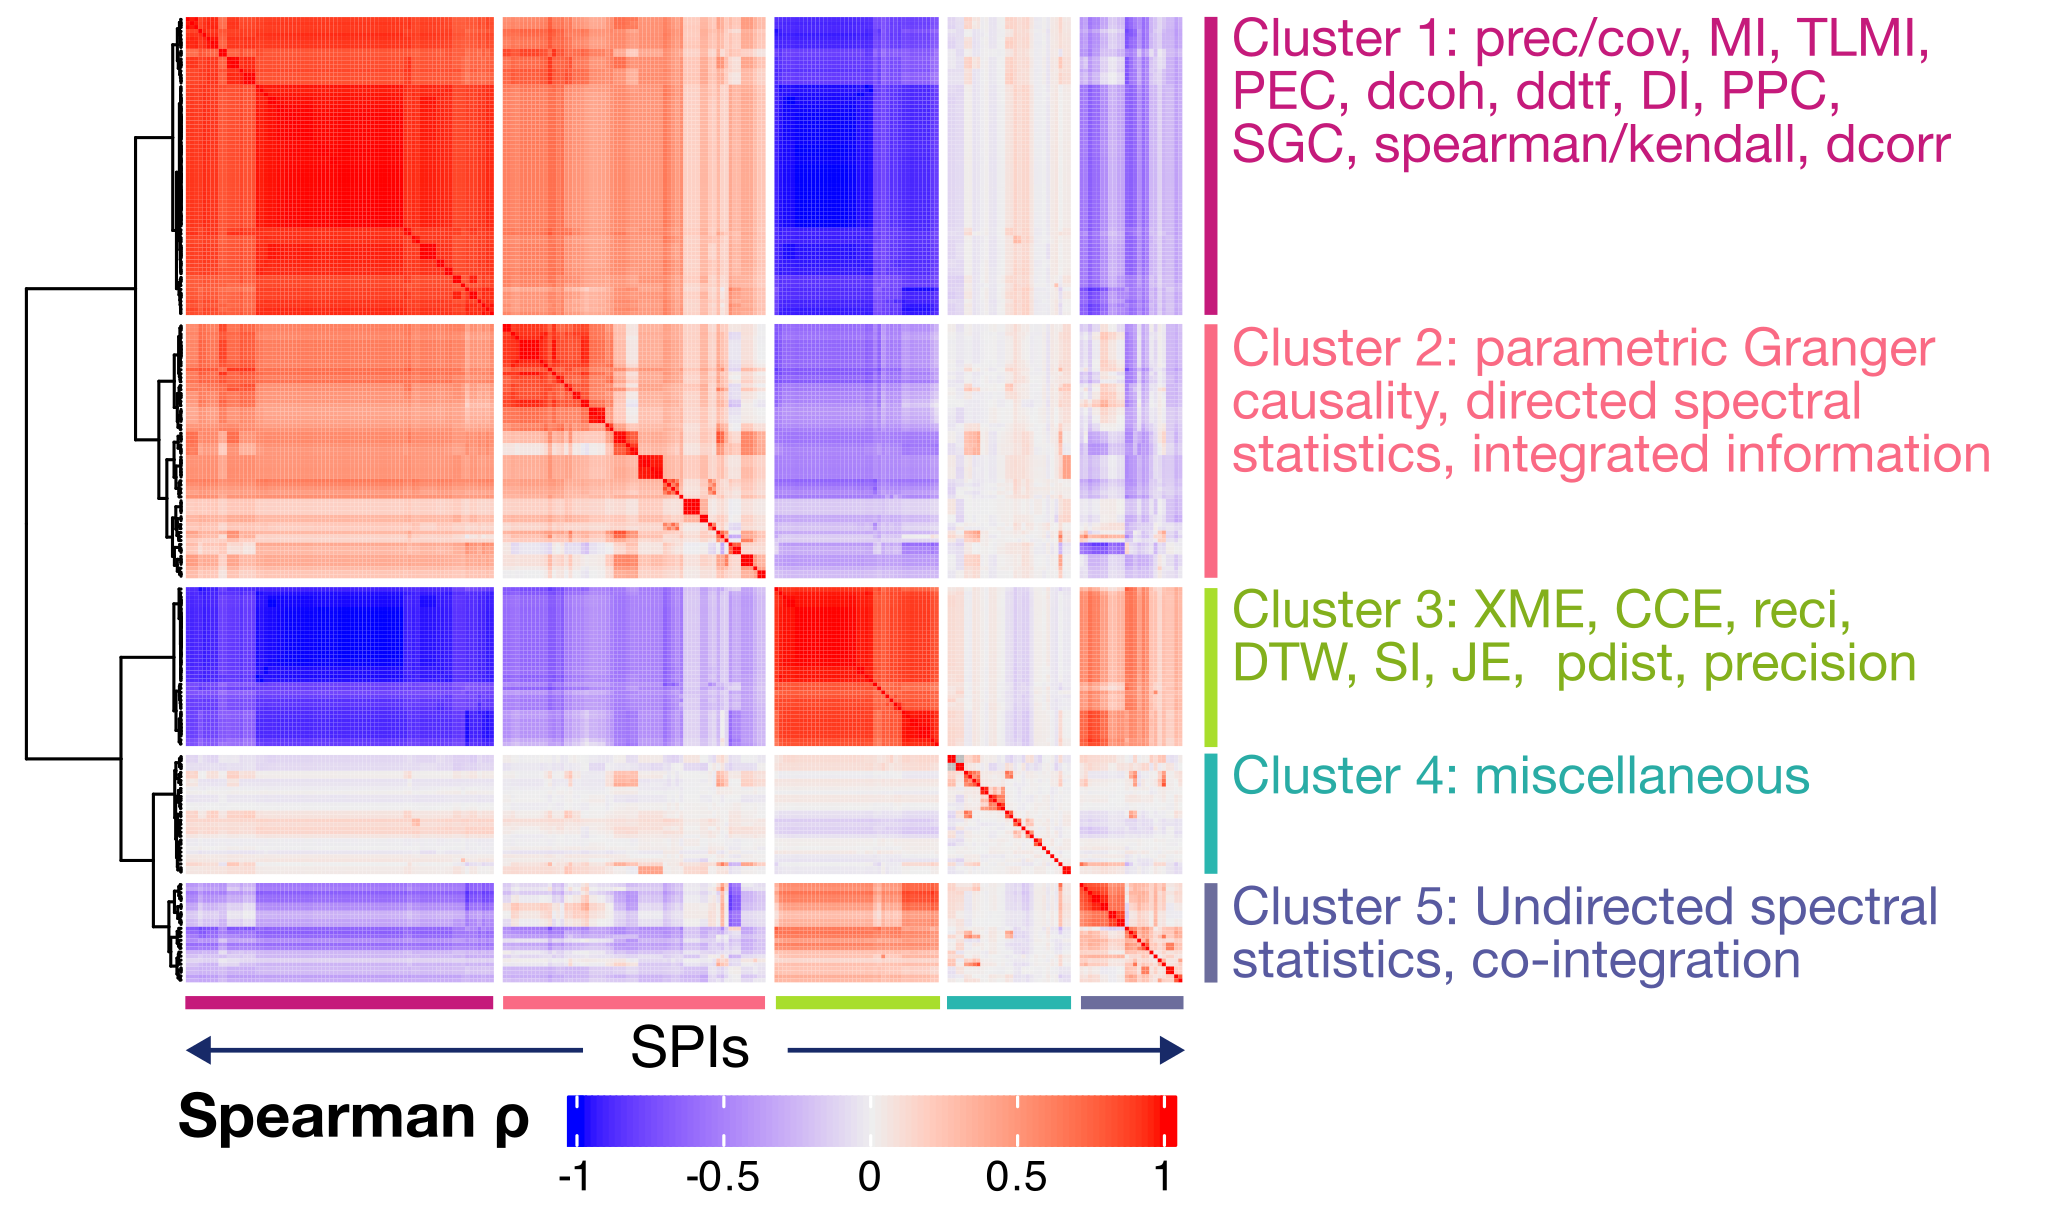 Cluster 1: prec/cov, MI, TLMI,
PEC, dcoh, ddtf, DI, PPC,
SGC, spearman/kendall, dcorr
Cluster 2: parametric Granger
causality, directed spectral
statistics, integrated information
Cluster 3: XME, CCE, reci,
DTW, SI, JE, pdist, precision
Cluster 4: miscellaneous
Cluster 5: Undirected spectral
statistics, co-integration
SPIs
Spearman ρ
-1 -0.5 0 0.5 1